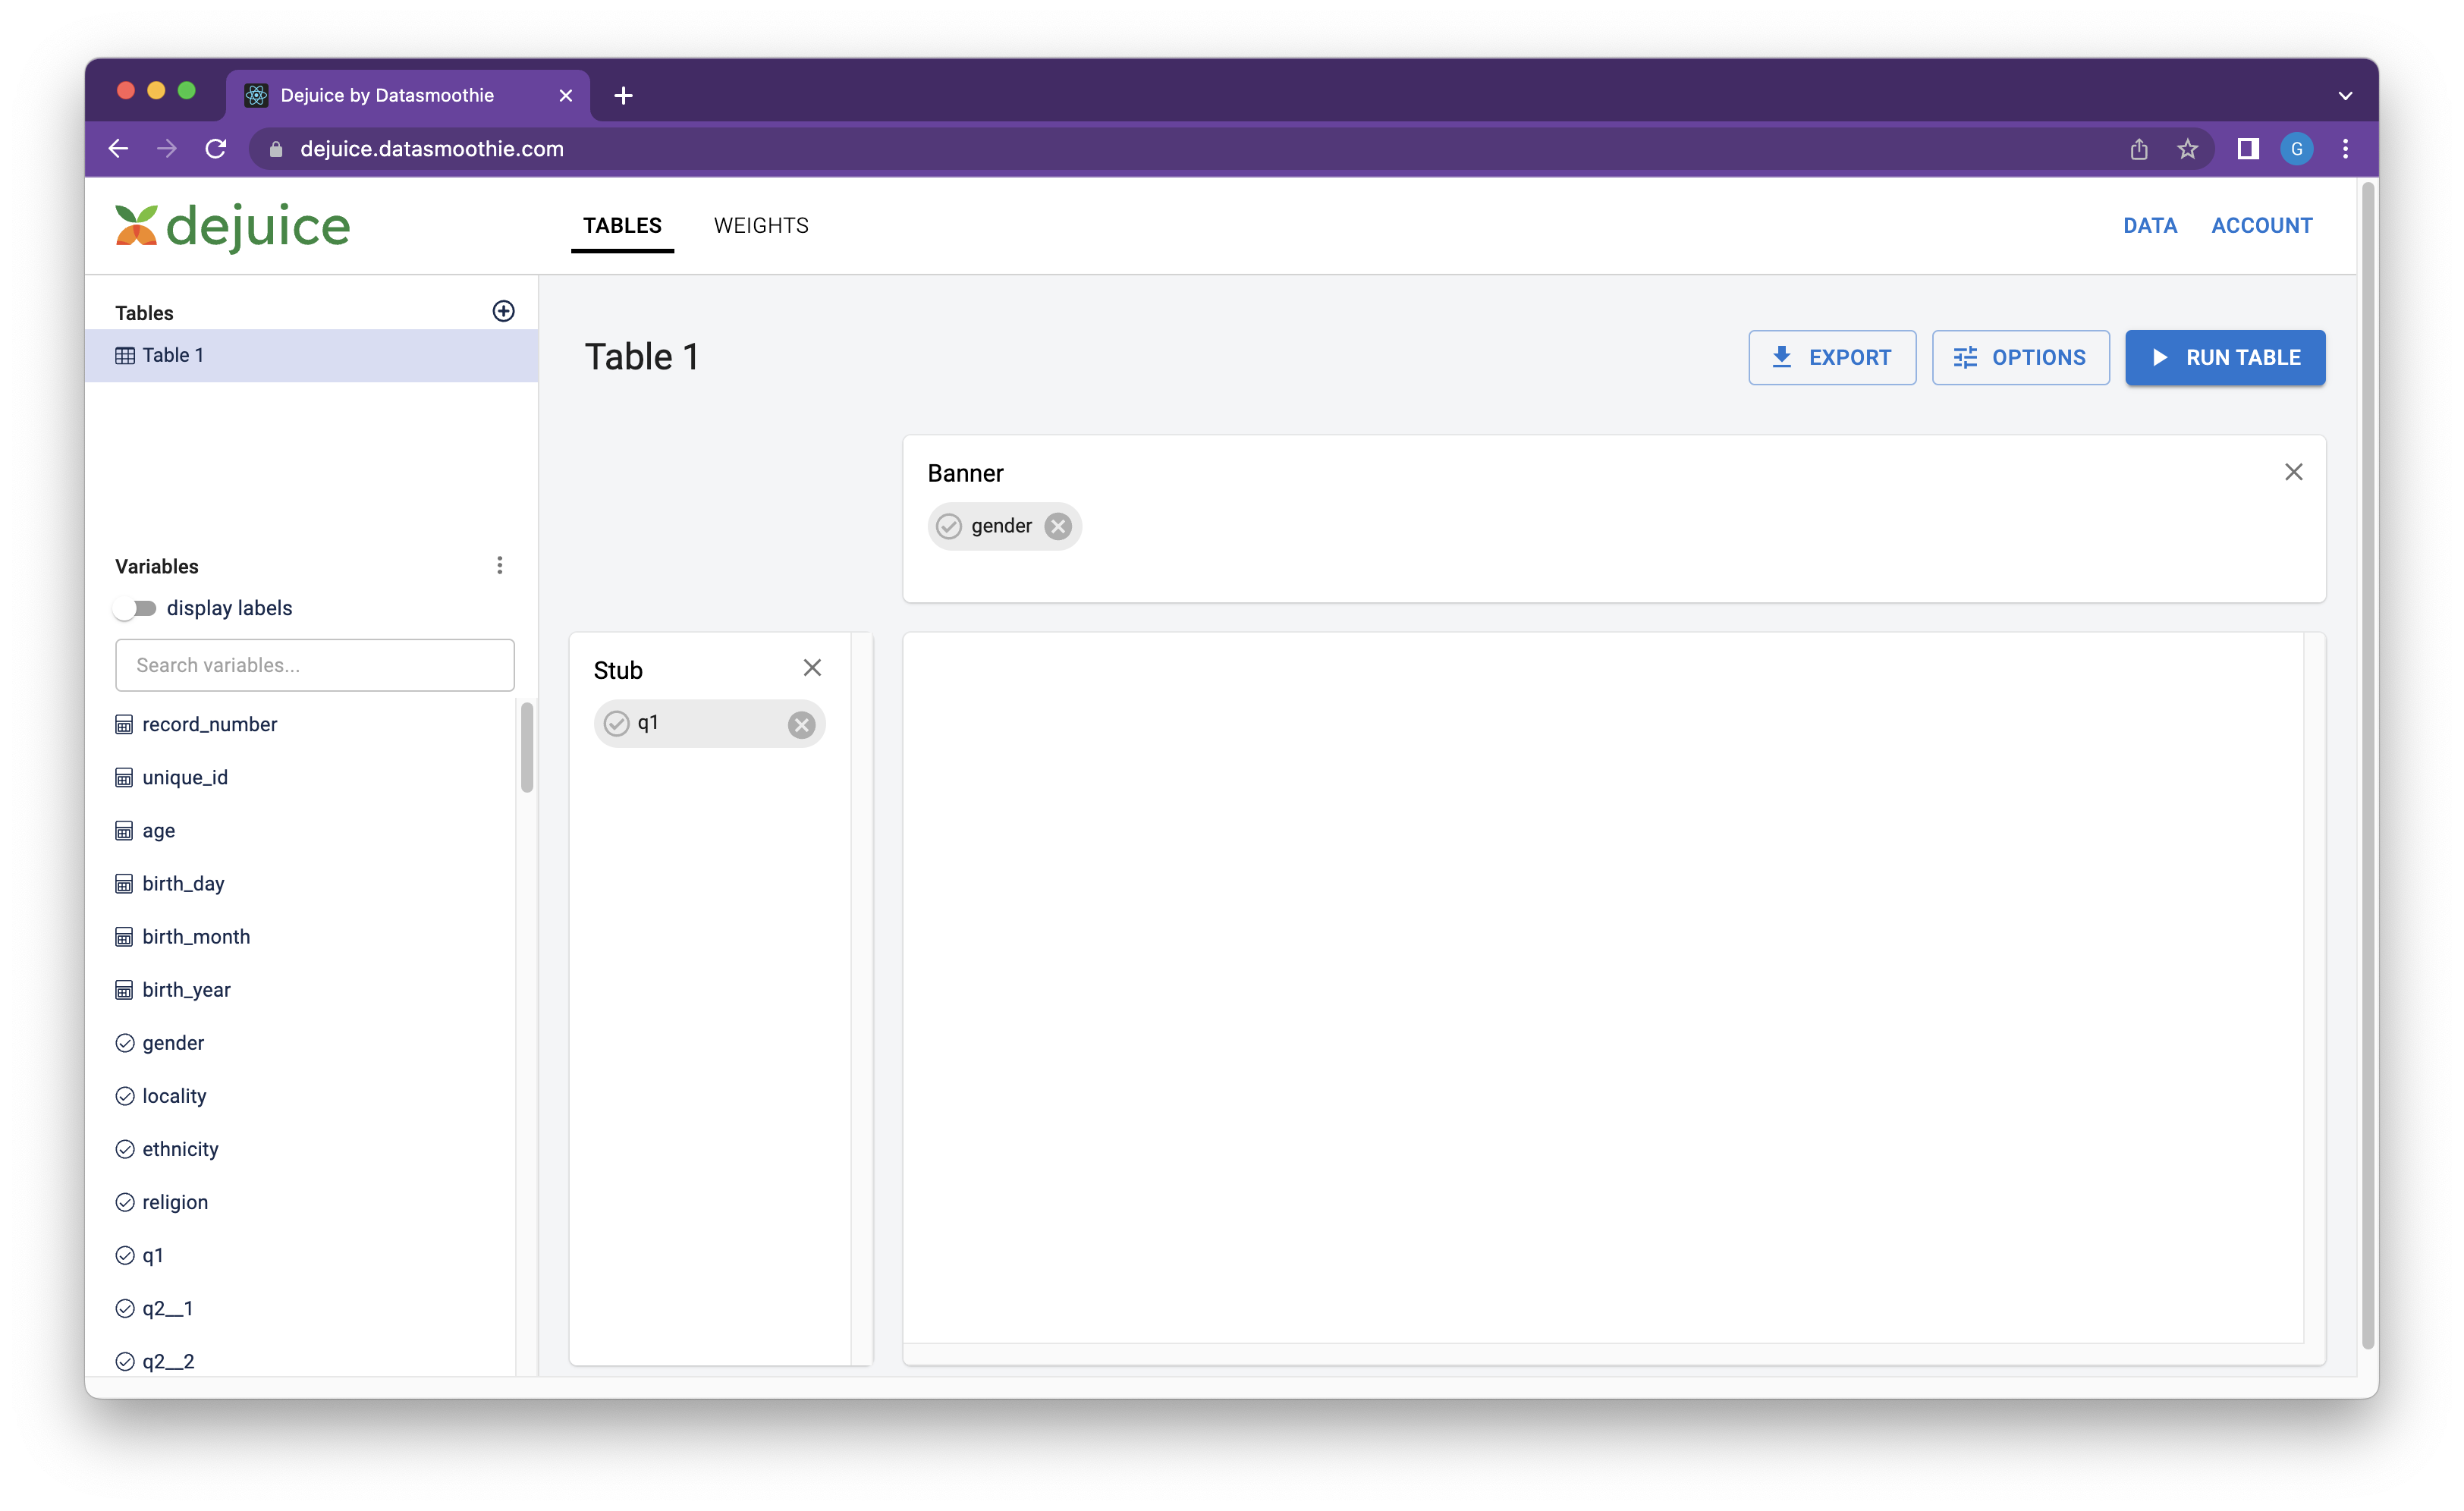 Dejuice by Datasmoothie
dejuice.datasmoothie.com
G
dejuice
TABLES
WEIGHTS
DATA
ACCOUNT
Tables
Table 1
Table 1
EXPORT
OPTIONS
RUN TABLE
Banner
gender
Variables
display labels
Search variables...
Stub
q1
record_number
unique_id
age
birth_day
birth_month
birth_year
gender
locality
ethnicity
religion
q1
q2__1
q2__2